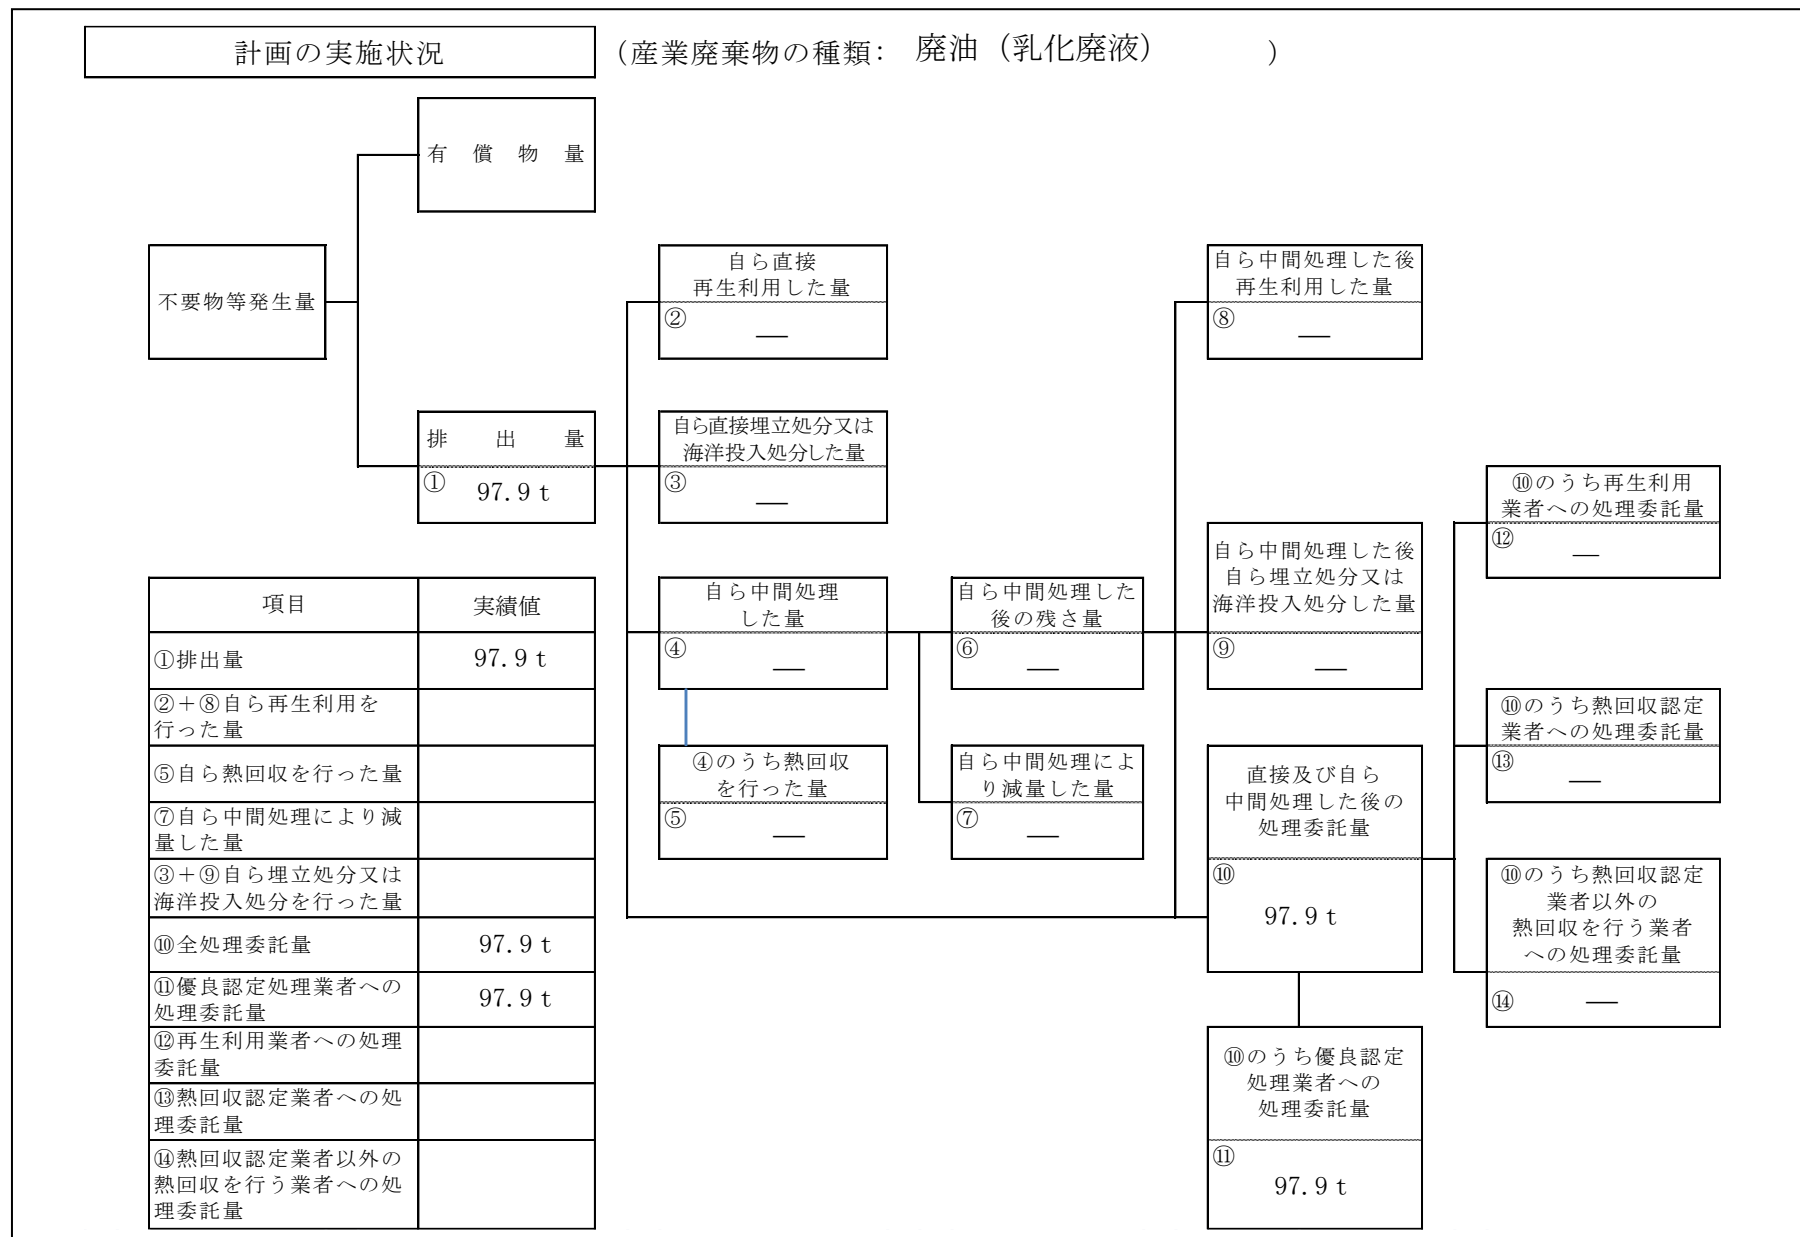 計画の実施状況
(産業廃棄物の種類: 廃油(乳化廃液) )
有償物量
不要物等発生量
排出量
① 97.9 t
自ら直接
再生利用した量
② —
自ら直接埋立処分又は
海洋投入処分した量
③ —
自ら中間処理
した量
④ —
④のうち熱回収
を行った量
⑤ —
自ら中間処理した
後の残さ量
⑥ —
自ら中間処理によ
り減量した量
⑦ —
自ら中間処理した後
再生利用した量
⑧ —
自ら中間処理した後
自ら埋立処分又は
海洋投入処分した量
⑨ —
直接及び自ら
中間処理した後の
処理委託量
⑩
97.9 t
⑩のうち優良認定
処理業者への
処理委託量
⑪
97.9 t
⑩のうち再生利用
業者への処理委託量
⑫ —
⑩のうち熱回収認定
業者への処理委託量
⑬ —
⑩のうち熱回収認定
業者以外の
熱回収を行う業者
への処理委託量
⑭ —
項目 実績値
①排出量 97.9 t
②+⑧自ら再生利用を
行った量
⑤自ら熱回収を行った量
⑦自ら中間処理により減
量した量
③+⑨自ら埋立処分又は
海洋投入処分を行った量
⑩全処理委託量 97.9 t
⑪優良認定処理業者への
処理委託量 97.9 t
⑫再生利用業者への処理
委託量
⑬熱回収認定業者への処
理委託量
⑭熱回収認定業者以外の
熱回収を行う業者への処
理委託量